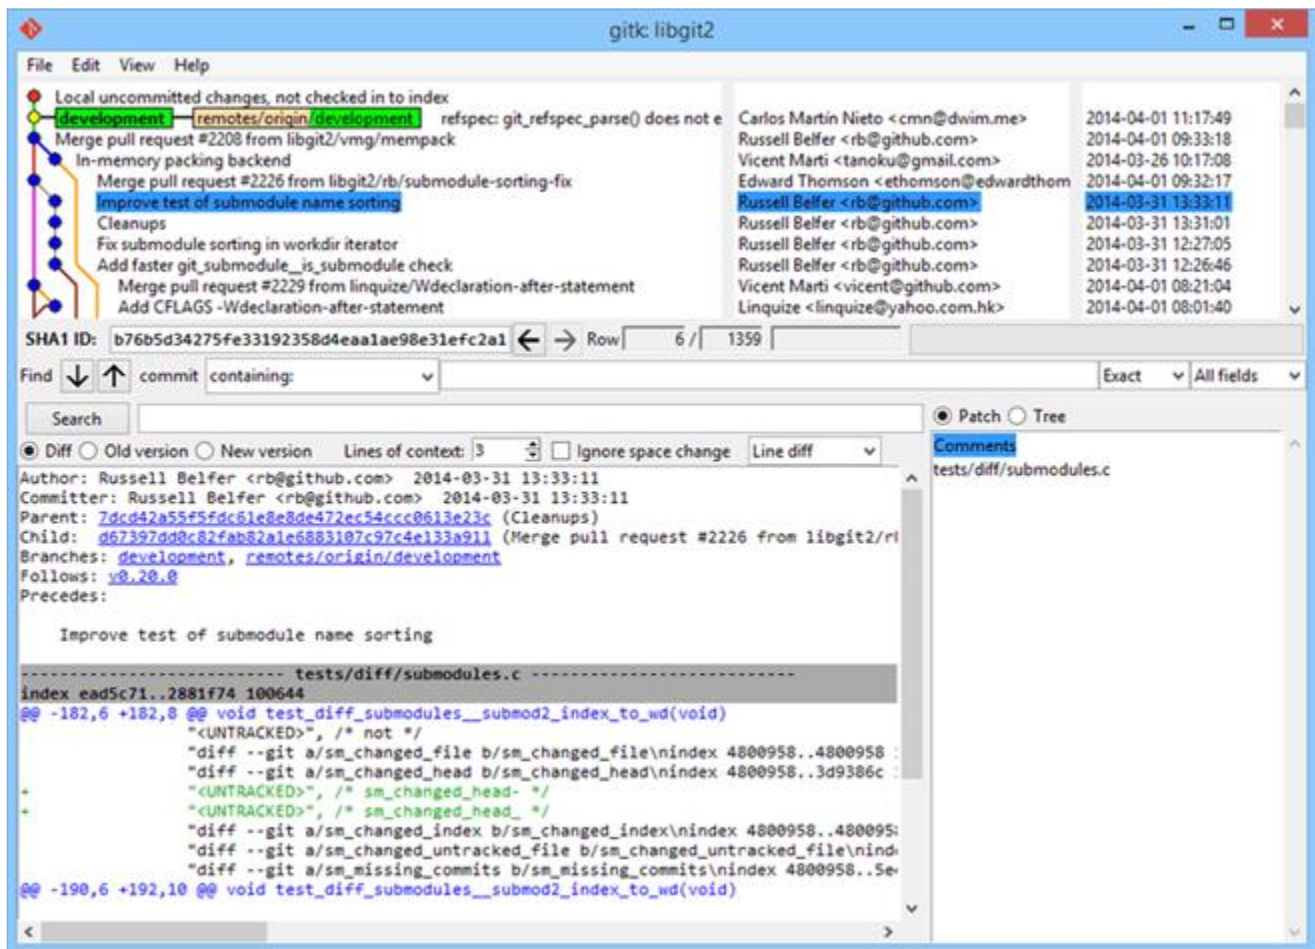 gitk: libgit2
File Edit View Help
Local uncommitted changes, not checked in to index
development remotes/origin/development refspec: git_refspec_parse() does not e Carlos Martín Nieto <cmn@dwim.me> 2014-04-01 11:17:49
Merge pull request #2208 from libgit2/vmg/mempack Russell Belfer <rb@github.com> 2014-04-01 09:33:18
In-memory packing backend Vicent Marti <tanoku@gmail.com> 2014-03-26 10:17:08
Merge pull request #2226 from libgit2/rb/submodule-sorting-fix Edward Thomson <ethomson@edwardthom 2014-04-01 09:32:17
Improve test of submodule name sorting Russell Belfer <rb@github.com> 2014-03-31 13:33:11
Cleanups Russell Belfer <rb@github.com> 2014-03-31 13:31:01
Fix submodule sorting in workdir iterator Russell Belfer <rb@github.com> 2014-03-31 12:27:05
Add faster git_submodule__is_submodule check Russell Belfer <rb@github.com> 2014-03-31 12:26:46
Merge pull request #2229 from linquize/Wdeclaration-after-statement Vicent Marti <vicent@github.com> 2014-04-01 08:21:04
Add CFLAGS -Wdeclaration-after-statement Linquize <linquize@yahoo.com.hk> 2014-04-01 08:01:40
SHA1 ID: b76b5d34275fe33192358d4eaa1ae98e31efc2a1 ← → Row 6 / 1359
Find ↓ ↑ commit containing: Exact All fields
Search Patch Tree
Diff Old version New version Lines of context: 3 Ignore space change Line diff
Comments
tests/diff/submodules.c
Author: Russell Belfer <rb@github.com> 2014-03-31 13:33:11
Committer: Russell Belfer <rb@github.com> 2014-03-31 13:33:11
Parent: 7dcd42a55f5fdc61e8e8de472ec54ccc0613e23c (Cleanups)
Child: d67397dd0c82fab82a1e6883107c97c4e133a911 (Merge pull request #2226 from libgit2/r
Branches: development, remotes/origin/development
Follows: v0.20.0
Precedes:
Improve test of submodule name sorting
--------------------------- tests/diff/submodules.c ---------------------------
index ead5c71..2881f74 100644
@@ -182,6 +182,8 @@ void test_diff_submodules__submod2_index_to_wd(void)
"<UNTRACKED>", /* not */
"diff --git a/sm_changed_file b/sm_changed_file\nindex 4800958..4800958
"diff --git a/sm_changed_head b/sm_changed_head\nindex 4800958..3d9386c
+ "<UNTRACKED>", /* sm_changed_head- */
+ "<UNTRACKED>", /* sm_changed_head_ */
"diff --git a/sm_changed_index b/sm_changed_index\nindex 4800958..480095
"diff --git a/sm_changed_untracked_file b/sm_changed_untracked_file\nind
"diff --git a/sm_missing_commits b/sm_missing_commits\nindex 4800958..5e
@@ -190,6 +192,10 @@ void test_diff_submodules__submod2_index_to_wd(void)